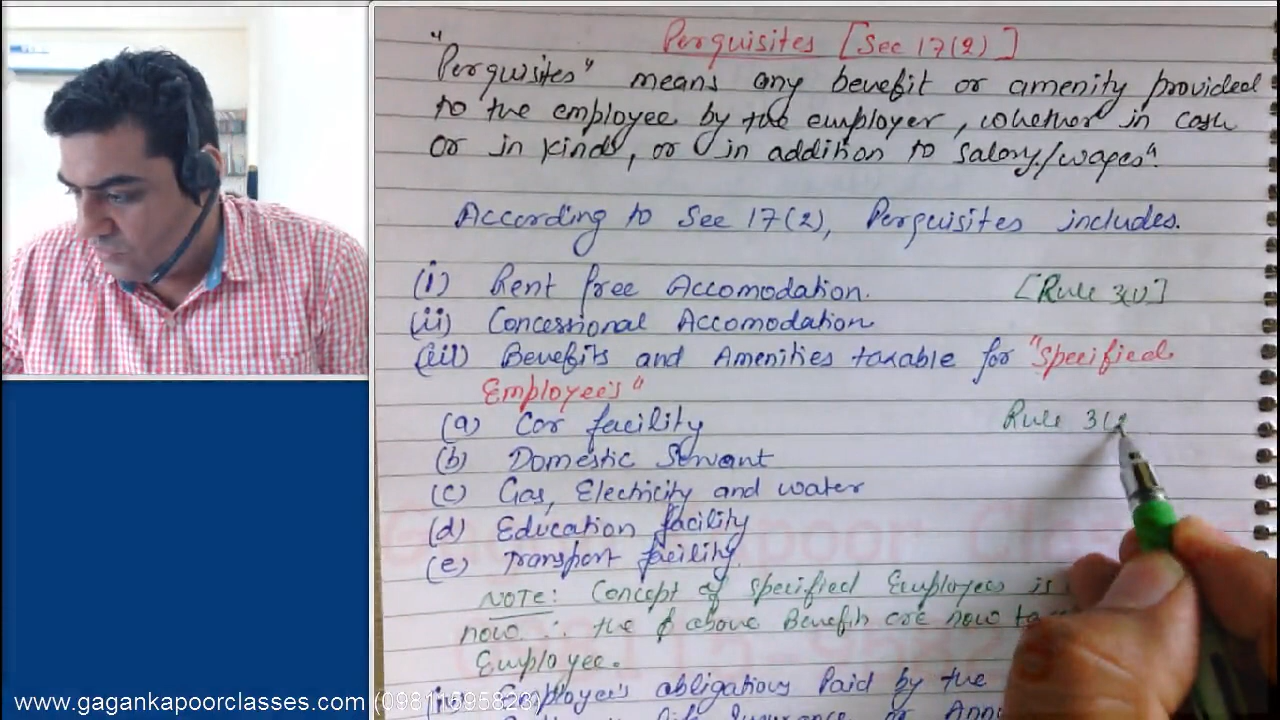 Perquisites [Sec 17(2)]
"Perquisites" means any benefit or amenity provided
to the employee by the employer, whether in cash
or in kind, or in addition to salary/wages".
According to Sec 17(2), Perquisites includes.
(i) Rent free Accomodation. [Rule 3(1)]
(ii) Concessional Accomodation
(iii) Benefits and Amenities taxable for "Specified
Employee's"
(a) Car facility Rule 3(2
(b) Domestic Servant
(c) Gas, Electricity and water
(d) Education facility
(e) Transport facility.
NOTE: Concept of specified Employees is
now ∴ the above Benefits are now
Employee.
Employee's obligations Paid by the
www.gagankapoorclasses.com (09811595823)